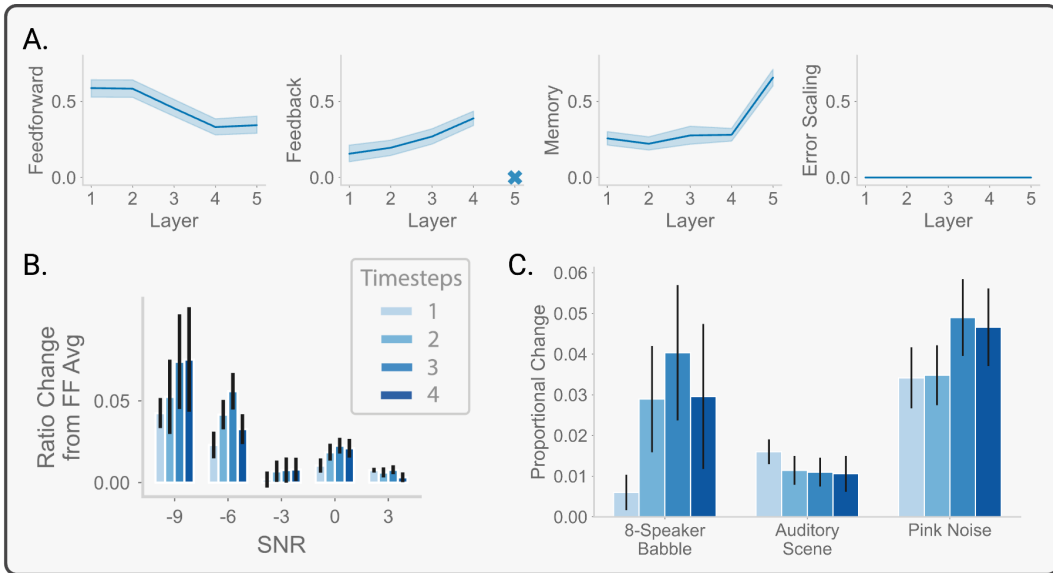 A.
Feedforward
0.5
0.0
1 2 3 4 5
Layer
Feedback
0.5
0.0
1 2 3 4 5
Layer
Memory
0.5
0.0
1 2 3 4 5
Layer
Error Scaling
0.5
0.0
1 2 3 4 5
Layer
B.
Ratio Change
from FF Avg
0.05
0.00
-9 -6 -3 0 3
SNR
Timesteps
1
2
3
4
C.
Proportional Change
0.06
0.05
0.04
0.03
0.02
0.01
0.00
8-Speaker
Babble
Auditory
Scene
Pink Noise